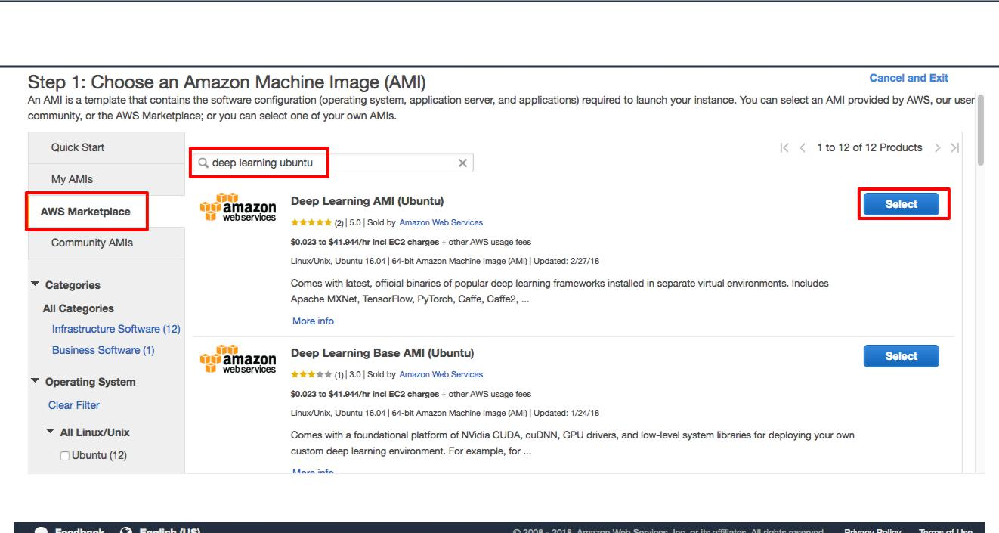 Step 1: Choose an Amazon Machine Image (AMI)
Cancel and Exit
An AMI is a template that contains the software configuration (operating system, application server, and applications) required to launch your instance. You can select an AMI provided by AWS, our user
community, or the AWS Marketplace; or you can select one of your own AMIs.
Quick Start
My AMIs
AWS Marketplace
Community AMIs
Categories
All Categories
Infrastructure Software (12)
Business Software (1)
Operating System
Clear Filter
All Linux/Unix
Ubuntu (12)
deep learning ubuntu
1 to 12 of 12 Products
amazon
web services
Deep Learning AMI (Ubuntu)
(2) | 5.0 | Sold by Amazon Web Services
$0.023 to $41.944/hr incl EC2 charges + other AWS usage fees
Linux/Unix, Ubuntu 16.04 | 64-bit Amazon Machine Image (AMI) | Updated: 2/27/18
Comes with latest, official binaries of popular deep learning frameworks installed in separate virtual environments. Includes
Apache MXNet, TensorFlow, PyTorch, Caffe, Caffe2, ...
More info
Select
amazon
web services
Deep Learning Base AMI (Ubuntu)
(1) | 3.0 | Sold by Amazon Web Services
$0.023 to $41.944/hr incl EC2 charges + other AWS usage fees
Linux/Unix, Ubuntu 16.04 | 64-bit Amazon Machine Image (AMI) | Updated: 1/24/18
Comes with a foundational platform of NVidia CUDA, cuDNN, GPU drivers, and low-level system libraries for deploying your own
custom deep learning environment. For example, for ...
More info
Select
Feedback
English (US)
© 2008 - 2018, Amazon Web Services, Inc. or its affiliates. All rights reserved.
Privacy Policy
Terms of Use